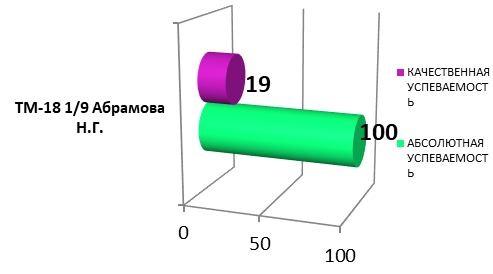 ТМ-18 1/9 Абрамова
Н.Г.
19
100
0
50
100
КАЧЕСТВЕННАЯ
УСПЕВАЕМОСТ
Ь
АБСОЛЮТНАЯ
УСПЕВАЕМОСТ
Ь